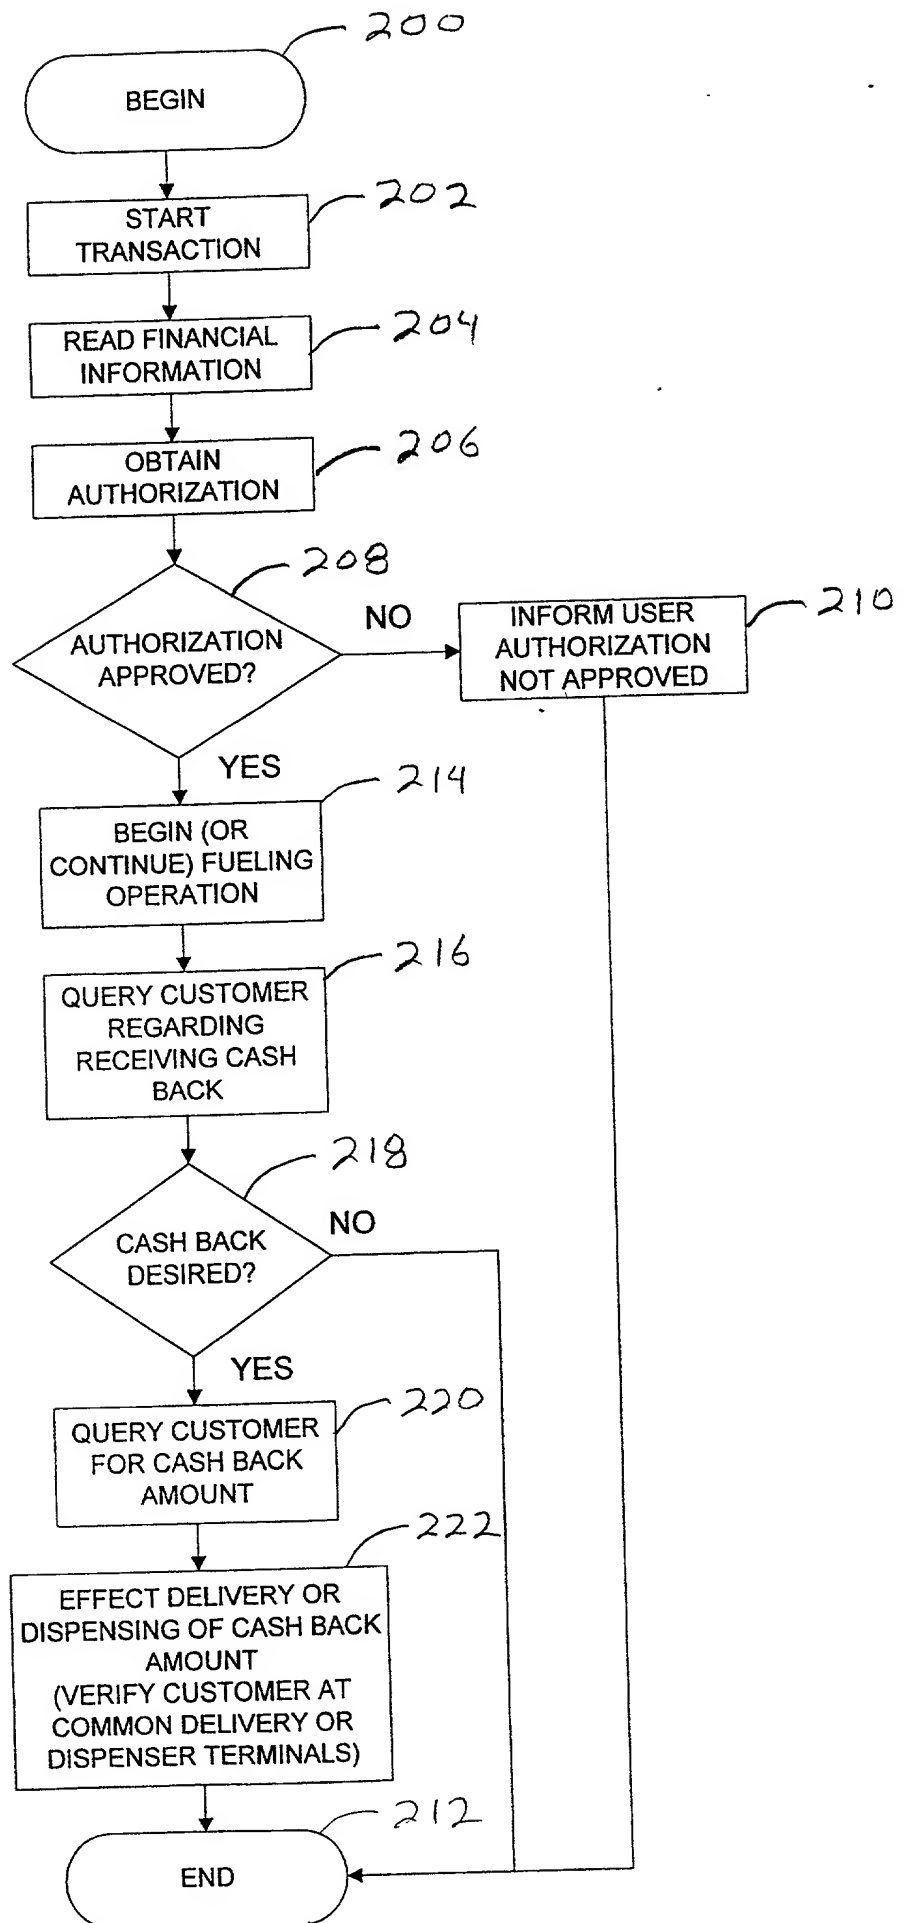 200
BEGIN
202
START
TRANSACTION
204
READ FINANCIAL
INFORMATION
206
OBTAIN
AUTHORIZATION
208
AUTHORIZATION
APPROVED?
NO
210
INFORM USER
AUTHORIZATION
NOT APPROVED
YES
214
BEGIN (OR
CONTINUE) FUELING
OPERATION
216
QUERY CUSTOMER
REGARDING
RECEIVING CASH
BACK
218
CASH BACK
DESIRED?
NO
YES
220
QUERY CUSTOMER
FOR CASH BACK
AMOUNT
222
EFFECT DELIVERY OR
DISPENSING OF CASH BACK
AMOUNT
(VERIFY CUSTOMER AT
COMMON DELIVERY OR
DISPENSER TERMINALS)
212
END